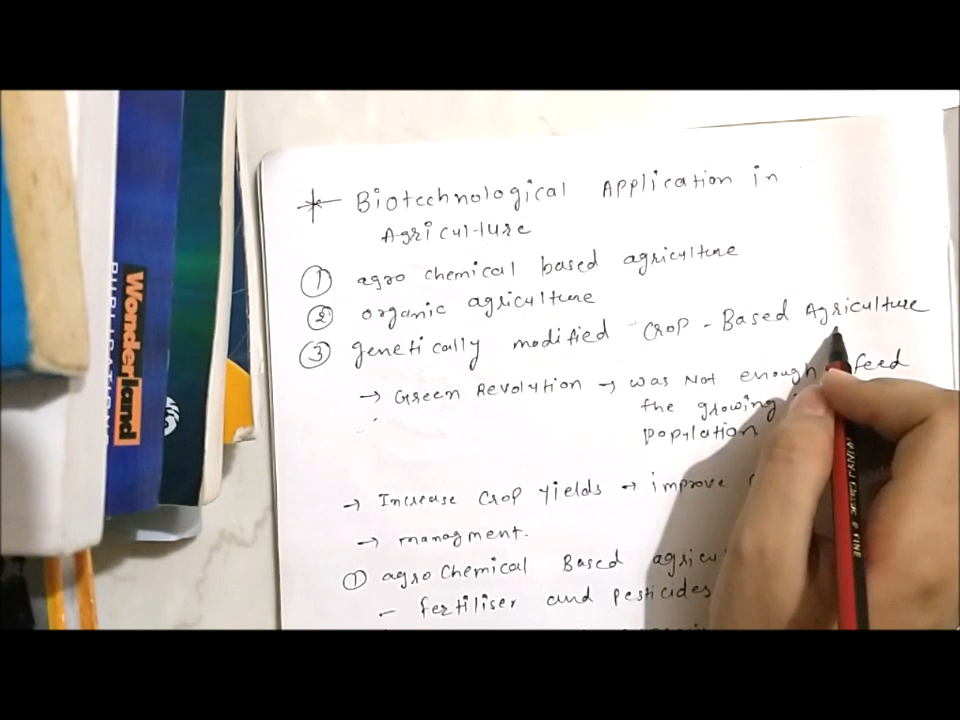 Biotechnological Application in
Agriculture
① agro chemical based agriculture
② organic agriculture
③ genetically modified Crop - Based Agriculture
→ Green Revolution → was Not enough feed
the growing
population
→ Increase Crop yields → improve
→ managment.
① agro Chemical Based
- fertiliser and pesticides
Wonderland